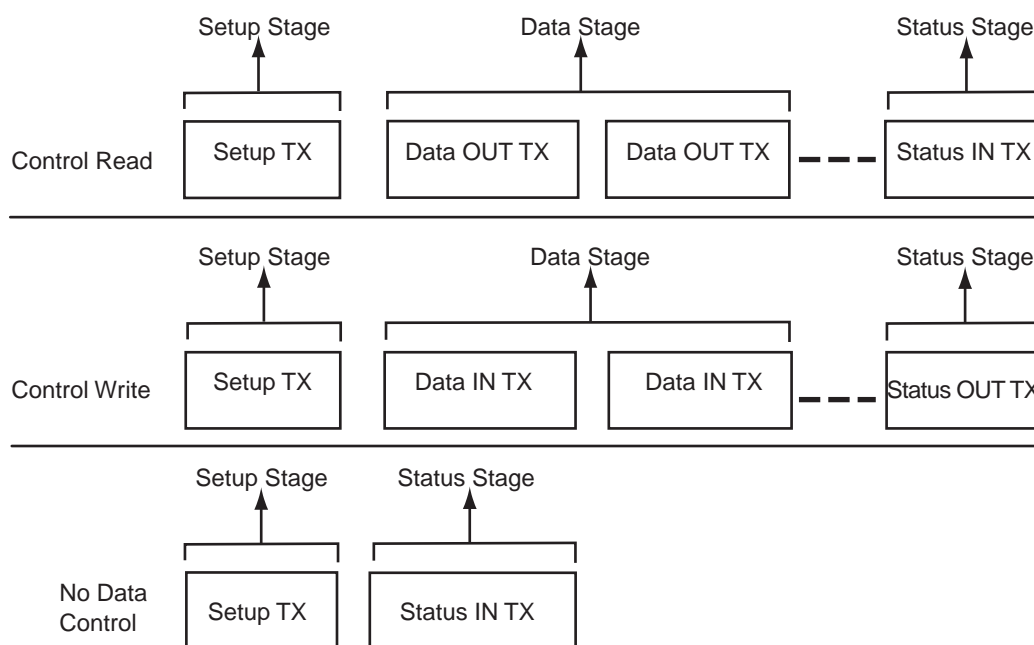 Setup Stage Data Stage Status Stage
Control Read Setup TX Data OUT TX Data OUT TX Status IN TX
Setup Stage Data Stage Status Stage
Control Write Setup TX Data IN TX Data IN TX Status OUT TX
Setup Stage Status Stage
No Data
Control Setup TX Status IN TX